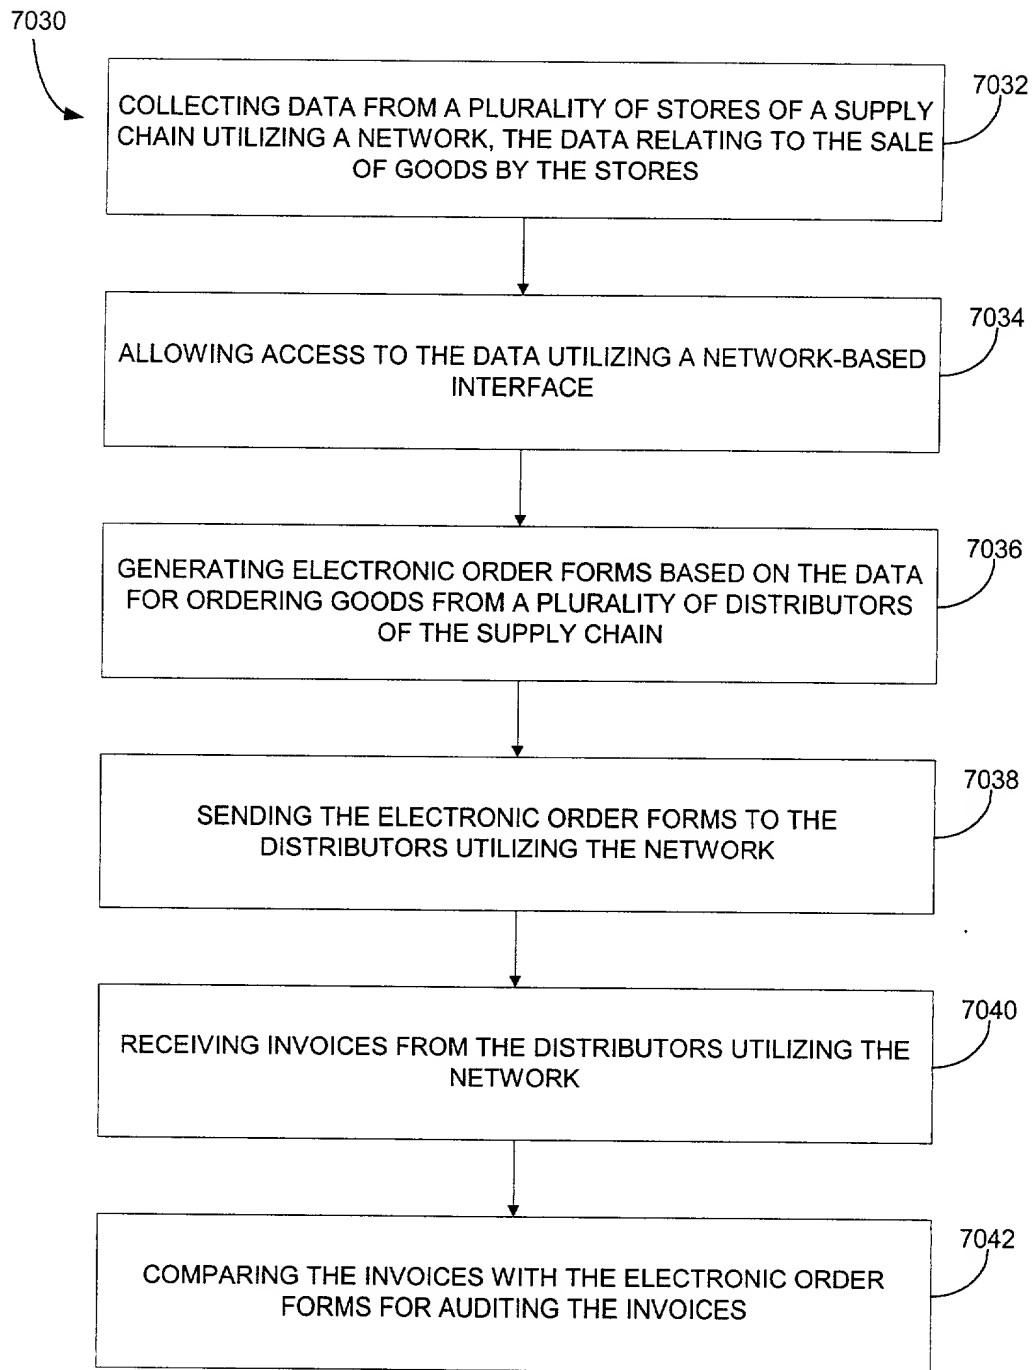 7030
7032
COLLECTING DATA FROM A PLURALITY OF STORES OF A SUPPLY
CHAIN UTILIZING A NETWORK, THE DATA RELATING TO THE SALE
OF GOODS BY THE STORES
7034
ALLOWING ACCESS TO THE DATA UTILIZING A NETWORK-BASED
INTERFACE
7036
GENERATING ELECTRONIC ORDER FORMS BASED ON THE DATA
FOR ORDERING GOODS FROM A PLURALITY OF DISTRIBUTORS
OF THE SUPPLY CHAIN
7038
SENDING THE ELECTRONIC ORDER FORMS TO THE
DISTRIBUTORS UTILIZING THE NETWORK
7040
RECEIVING INVOICES FROM THE DISTRIBUTORS UTILIZING THE
NETWORK
7042
COMPARING THE INVOICES WITH THE ELECTRONIC ORDER
FORMS FOR AUDITING THE INVOICES